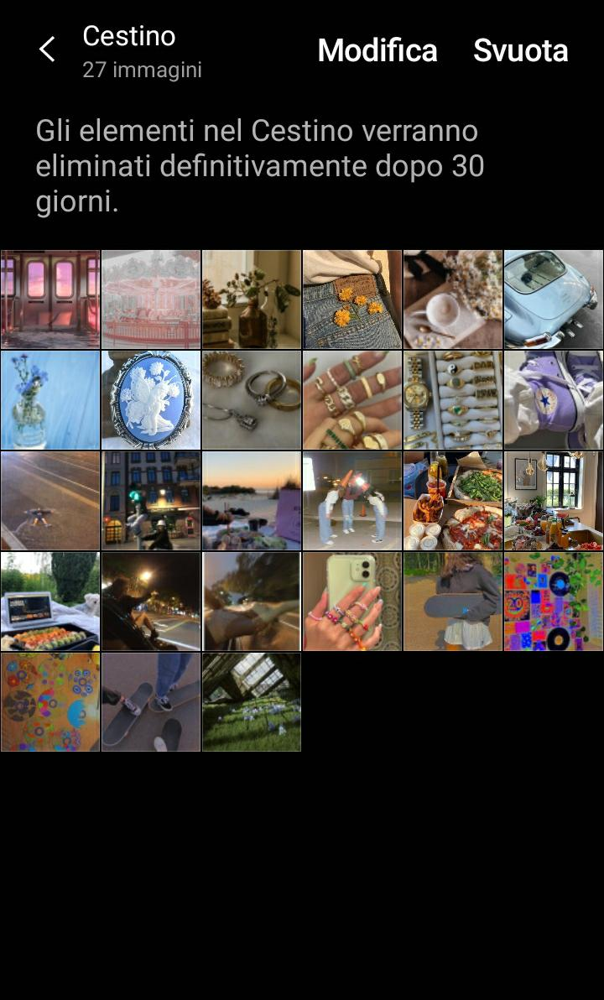 Cestino
27 immagini
Modifica
Svuota
Gli elementi nel Cestino verranno
eliminati definitivamente dopo 30
giorni.